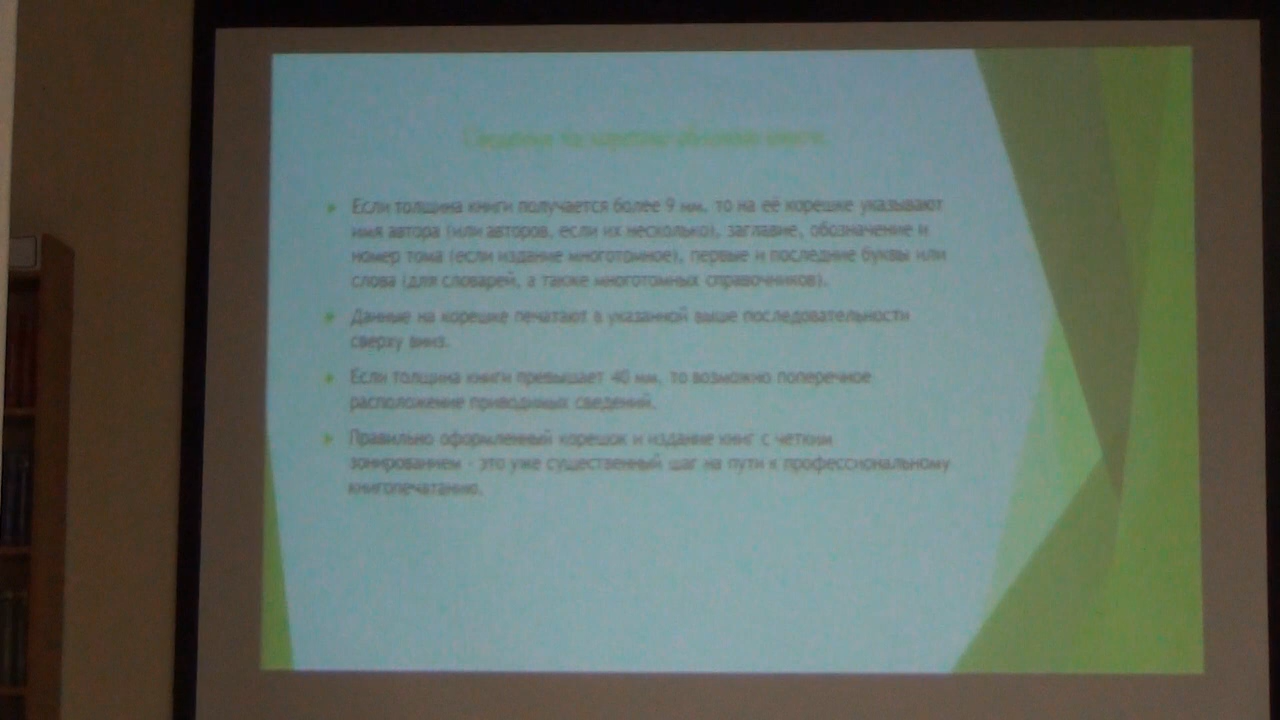 Сведения на корешке обложки книги.
Если толщина книги получается более 9 мм, то на её корешке указывают
имя автора (или авторов, если их несколько), заглавие, обозначение и
номер тома (если издание многотомное), первые и последние буквы или
слова (для словарей, а также многотомных справочников).
Данные на корешке печатают в указанной выше последовательности
сверху вниз.
Если толщина книги превышает 40 мм, то возможно поперечное
расположение приводимых сведений.
Правильно оформленный корешок и издание книг с четким
зонированием - это уже существенный шаг на пути к профессиональному
книгопечатанию.